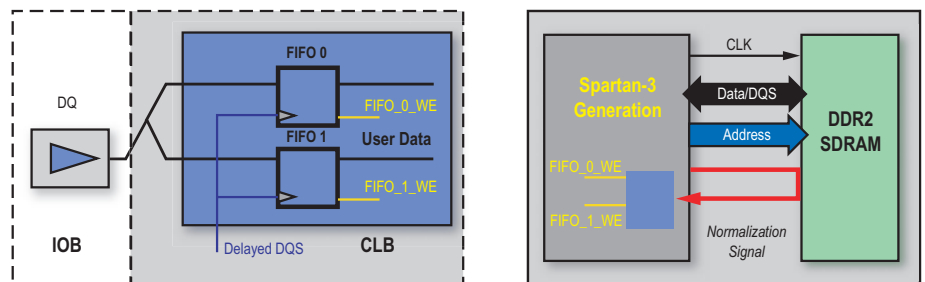 DQ
IOB
FIFO 0
FIFO_0_WE
FIFO 1
User Data
FIFO_1_WE
Delayed DQS
CLB
Spartan-3
Generation
FIFO_0_WE
FIFO_1_WE
CLK
Data/DQS
Address
Normalization
Signal
DDR2
SDRAM